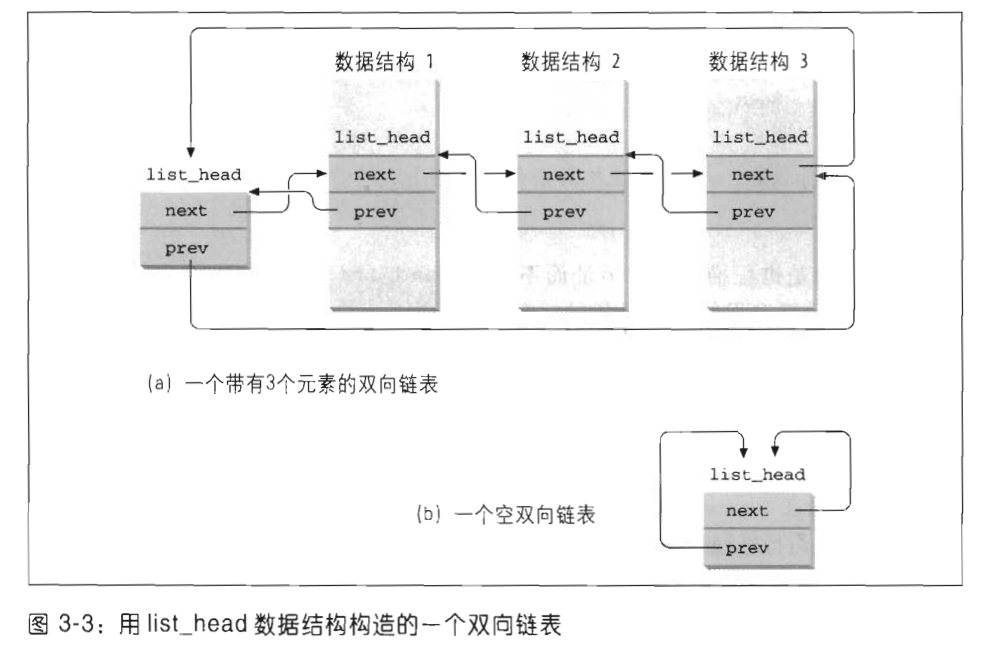 数据结构 1 数据结构 2 数据结构 3
list_head list_head list_head
list_head next next next
next prev prev prev
prev
(a) 一个带有3个元素的双向链表
list_head
(b) 一个空双向链表 next
prev
图 3-3：用 list_head 数据结构构造的一个双向链表